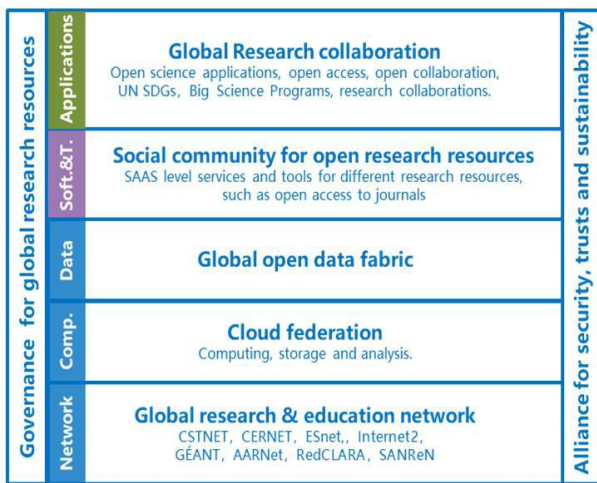 Governance for global research resources
Applications
Global Research collaboration
Open science applications, open access, open collaboration,
UN SDGs, Big Science Programs, research collaborations.
Soft.&T.
Social community for open research resources
SAAS level services and tools for different research resources,
such as open access to journals
Data
Global open data fabric
Comp.
Cloud federation
Computing, storage and analysis.
Network
Global research & education network
CSTNET, CERNET, ESnet,, Internet2,
GÉANT, AARNet, RedCLARA, SANReN
Alliance for security, trusts and sustainability